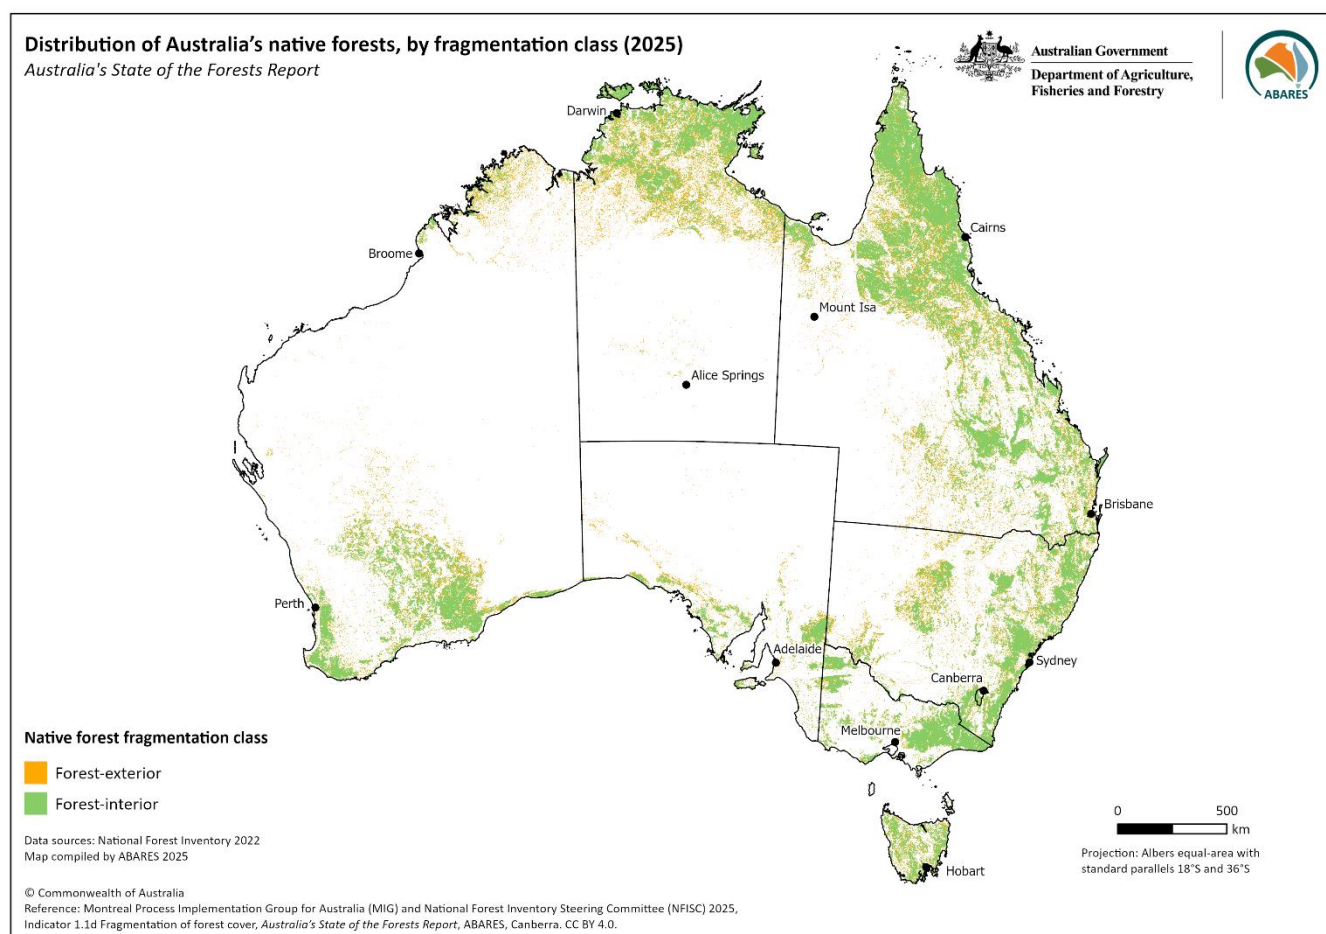 Distribution of Australia's native forests, by fragmentation class (2025)
Australia's State of the Forests Report
Australian Government
Department of Agriculture,
Fisheries and Forestry
ABARES
Darwin
Cairns
Broome
Mount Isa
Alice Springs
Brisbane
Perth
Adelaide
Sydney
Canberra
Melbourne
Hobart
Native forest fragmentation class
Forest-exterior
Forest-interior
Data sources: National Forest Inventory 2022
Map compiled by ABARES 2025
0 500
km
Projection: Albers equal-area with
standard parallels 18°S and 36°S
© Commonwealth of Australia
Reference: Montreal Process Implementation Group for Australia (MIG) and National Forest Inventory Steering Committee (NFISC) 2025,
Indicator 1.1d Fragmentation of forest cover, Australia's State of the Forests Report, ABARES, Canberra. CC BY 4.0.